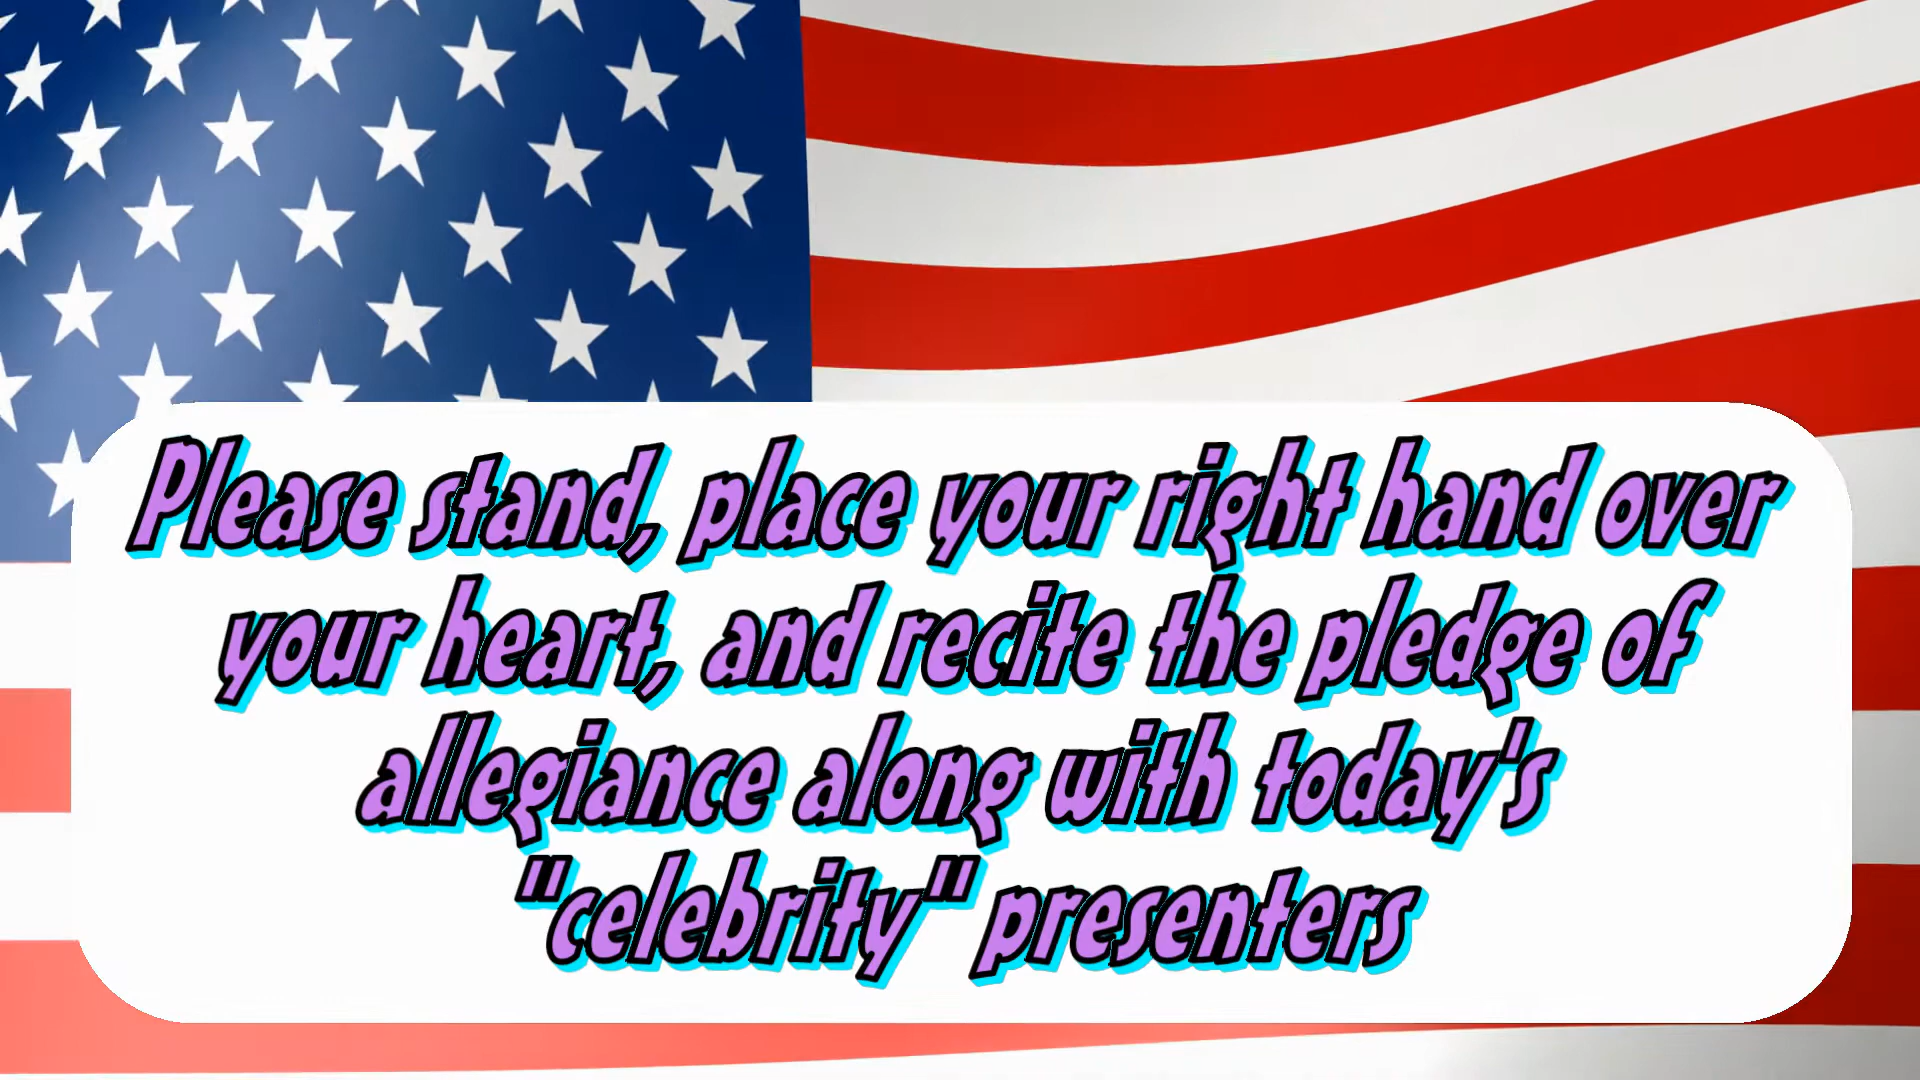 Please stand, place your right hand over
your heart, and recite the pledge of
allegiance along with today's
"celebrity" presenters